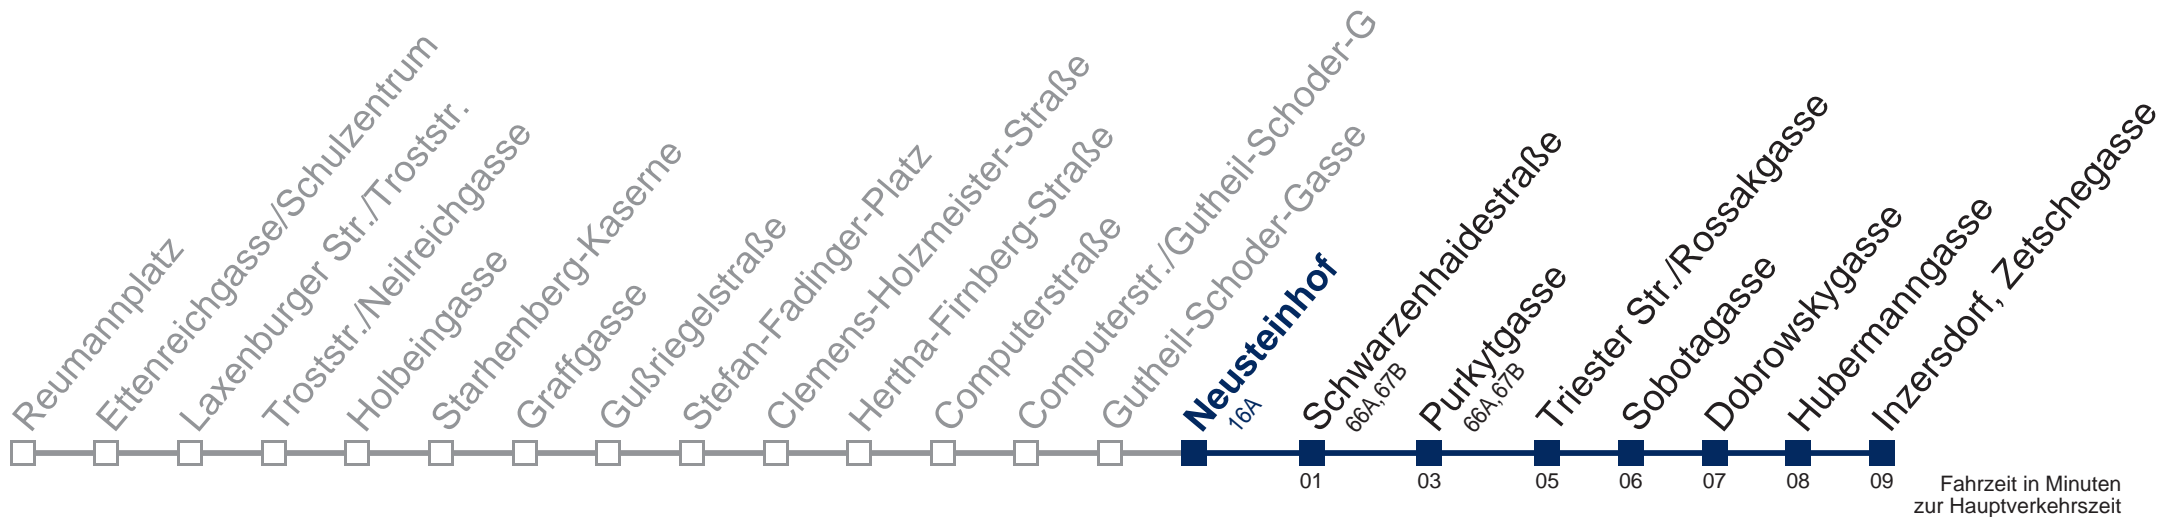 Reumannplatz
Ettenreichgasse/Schulzentrum
Laxenburger Str./Troststr.
Troststr./Neilreichgasse
Holbeingasse
Starhemberg-Kaserne
Graffgasse
Gußriegelstraße
Stefan-Fadinger-Platz
Clemens-Holzmeister-Straße
Hertha-Firnberg-Straße
Computerstraße
Computerstr./Gutheil-Schoder-G
Gutheil-Schoder-Gasse
Neusteinhof
16A
Schwarzenhaidestraße
66A,67B
Purkytgasse
66A,67B
Triester Str./Rossakgasse
Sobotagasse
Dobrowskygasse
Hubermanngasse
Inzersdorf, Zetschegasse
01 03 05 06 07 08 09
Fahrzeit in Minuten
zur Hauptverkehrszeit